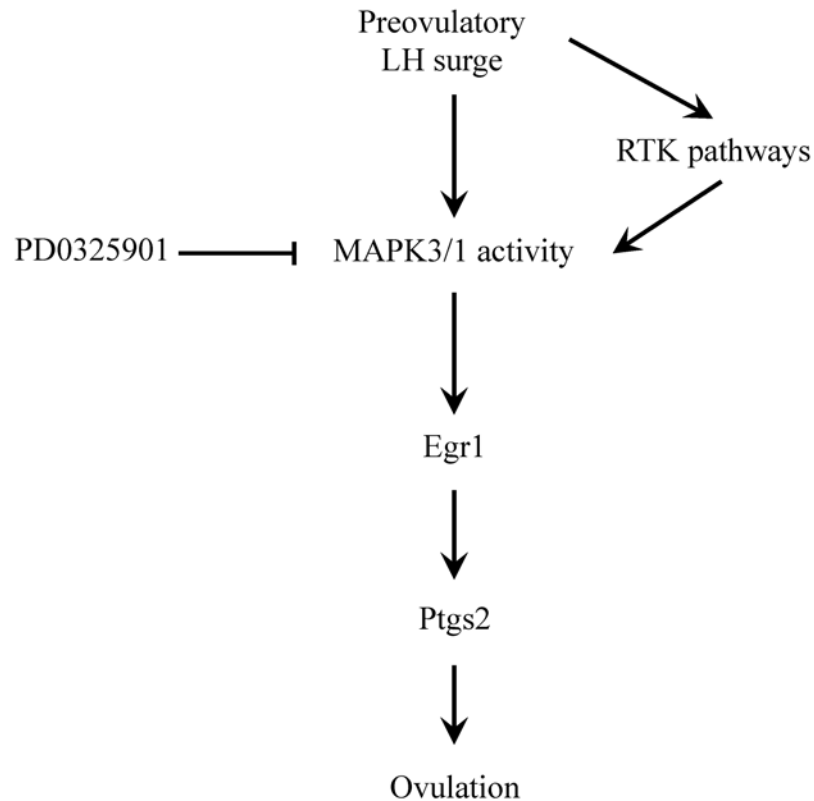 Preovulatory
LH surge
RTK pathways
PD0325901
MAPK3/1 activity
Egr1
Ptgs2
Ovulation